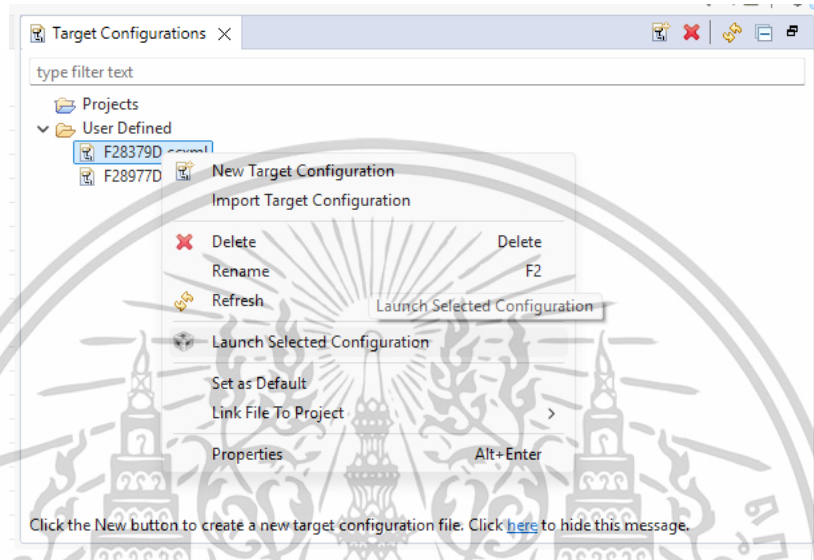 Target Configurations
type filter text
Projects
User Defined
F28379D.ccxml
F28977D
New Target Configuration
Import Target Configuration
Delete Delete
Rename F2
Refresh
Launch Selected Configuration
Launch Selected Configuration
Set as Default
Link File To Project
Properties Alt+Enter
Click the New button to create a new target configuration file. Click here to hide this message.